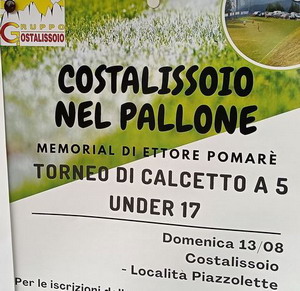 GRUPPO
COSTALISSOIO
COSTALISSOIO
NEL PALLONE
MEMORIAL DI ETTORE POMARÈ
TORNEO DI CALCETTO A 5
UNDER 17
Domenica 13/08
Costalissoio
- Località Piazzolette
Per le iscrizioni